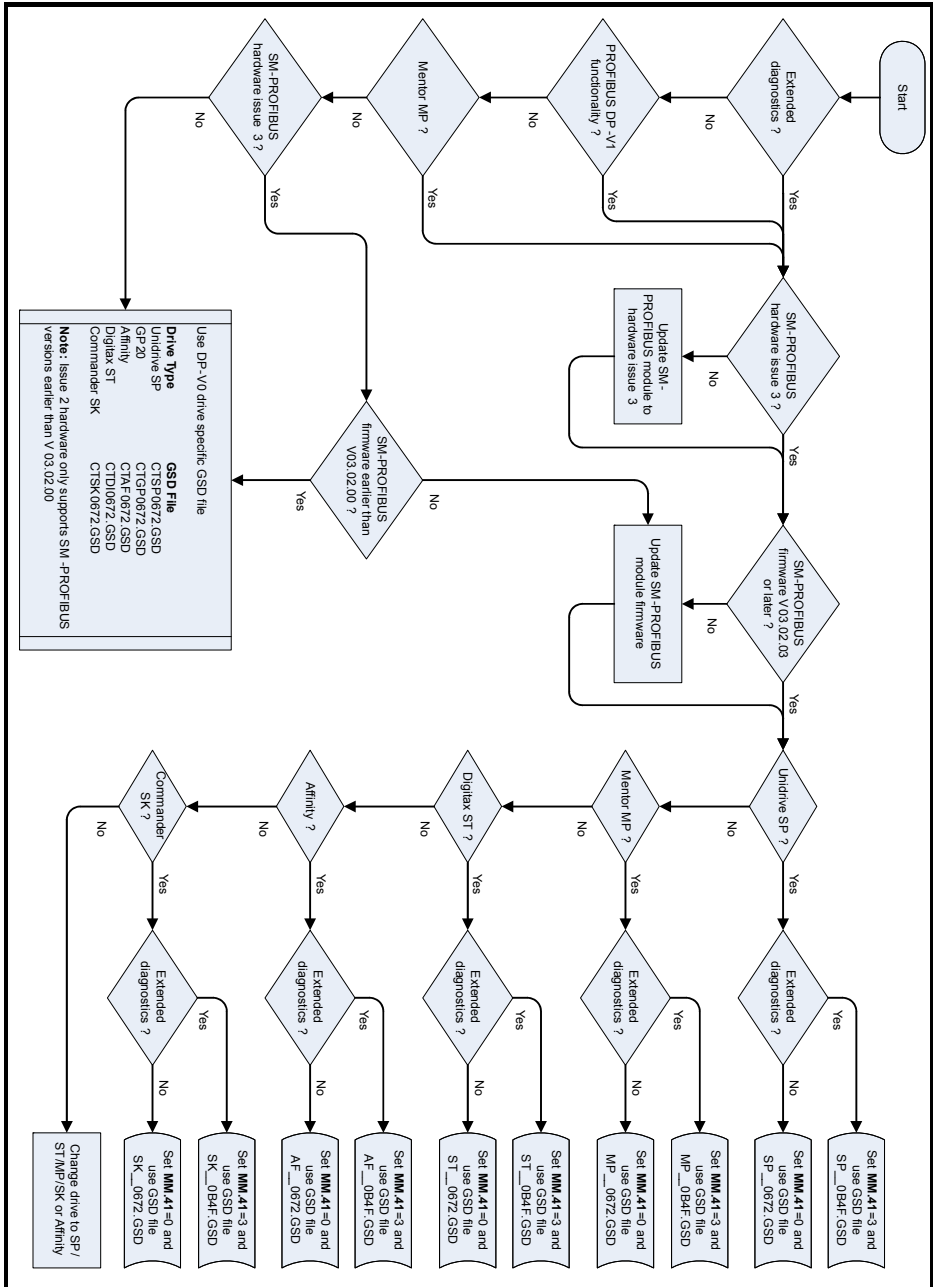 Start
Extended
diagnostics ?
No
Yes
PROFIBUS DP -V1
functionality ?
No
Yes
Mentor MP ?
No
Yes
SM-PROFIBUS
hardware issue 3 ?
No
Yes
SM-PROFIBUS
hardware issue 3 ?
No
Yes
Update SM -
PROFIBUS module to
hardware issue 3
SM-PROFIBUS
firmware V 03.02.03
or later ?
No
Yes
Update SM -PROFIBUS
module firmware
SM-PROFIBUS
firmware earlier than
V03.02.00 ?
No
Yes
Use DP-V0 drive specific GSD file
Drive Type GSD File
Unidrive SP CTSP0672.GSD
GP20 CTGP0672.GSD
Affinity CTAF0672.GSD
Digitax ST CTDI0672.GSD
Commander SK CTSK0672.GSD
Note: Issue 2 hardware only supports SM -PROFIBUS
versions earlier than V 03.02.00
Unidrive SP ?
No
Yes
Extended
diagnostics ?
Yes
No
Set MM.41=3 and
use GSD file
SP__0B4F.GSD
Set MM.41=0 and
use GSD file
SP__0672.GSD
Mentor MP ?
No
Yes
Extended
diagnostics ?
Yes
No
Set MM.41=3 and
use GSD file
MP__0B4F.GSD
Set MM.41=0 and
use GSD file
MP__0672.GSD
Digitax ST ?
No
Yes
Extended
diagnostics ?
Yes
No
Set MM.41=3 and
use GSD file
ST__0B4F.GSD
Set MM.41=0 and
use GSD file
ST__0672.GSD
Affinity ?
No
Yes
Extended
diagnostics ?
Yes
No
Set MM.41=3 and
use GSD file
AF__0B4F.GSD
Set MM.41=0 and
use GSD file
AF__0672.GSD
Commander
SK ?
No
Yes
Extended
diagnostics ?
Yes
No
Set MM.41=3 and
use GSD file
SK__0B4F.GSD
Set MM.41=0 and
use GSD file
SK__0672.GSD
Change drive to SP /
ST /MP/SK or Affinity